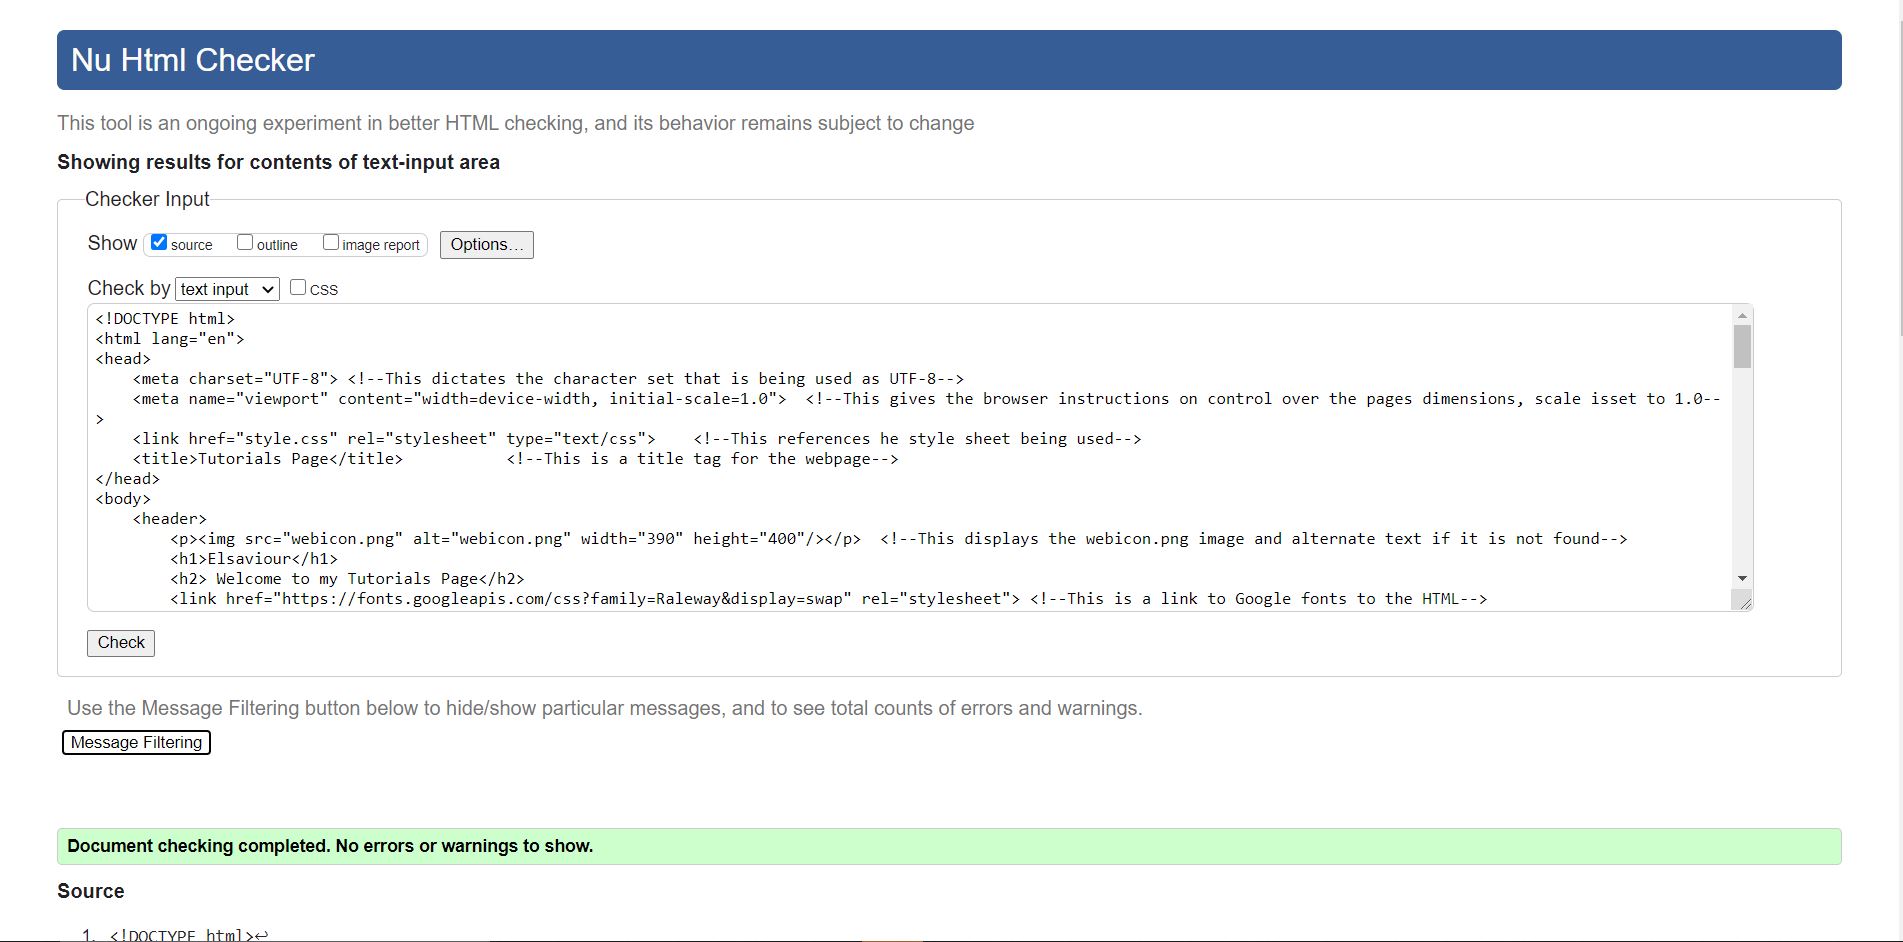 Nu Html Checker
This tool is an ongoing experiment in better HTML checking, and its behavior remains subject to change
Showing results for contents of text-input area
Checker Input
Show source outline image report Options...
Check by text input CSS
<!DOCTYPE html>
<html lang="en">
<head>
    <meta charset="UTF-8"> <!--This dictates the character set that is being used as UTF-8-->
    <meta name="viewport" content="width=device-width, initial-scale=1.0">  <!--This gives the browser instructions on control over the pages dimensions, scale isset to 1.0--
>
    <link href="style.css" rel="stylesheet" type="text/css">    <!--This references he style sheet being used-->
    <title>Tutorials Page</title>           <!--This is a title tag for the webpage-->
</head>
<body>
    <header>
        <p><img src="webicon.png" alt="webicon.png" width="390" height="400"/></p>  <!--This displays the webicon.png image and alternate text if it is not found-->
        <h1>Elsaviour</h1>
        <h2> Welcome to my Tutorials Page</h2>
        <link href="https://fonts.googleapis.com/css?family=Raleway&display=swap" rel="stylesheet"> <!--This is a link to Google fonts to the HTML-->
Check
Use the Message Filtering button below to hide/show particular messages, and to see total counts of errors and warnings.
Message Filtering
Document checking completed. No errors or warnings to show.
Source
1. <!DOCTYPE html>↩